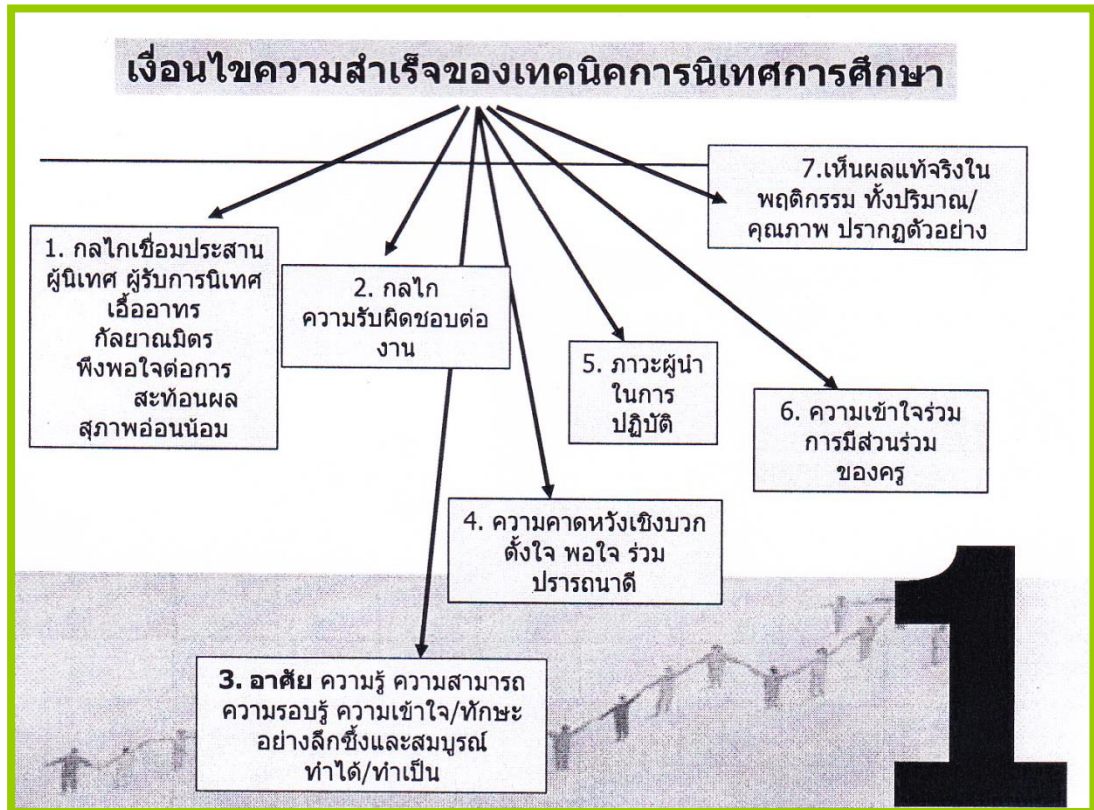 เงื่อนไขความสำเร็จของเทคนิคการนิเทศการศึกษา
1. กลไกเชื่อมประสาน
ผู้นิเทศ ผู้รับการนิเทศ
เอื้ออาทร
กัลยาณมิตร
พึงพอใจต่อการ
สะท้อนผล
สุภาพอ่อนน้อม
2. กลไก
ความรับผิดชอบต่อ
งาน
3. อาศัย ความรู้ ความสามารถ
ความรอบรู้ ความเข้าใจ/ทักษะ
อย่างลึกซึ้งและสมบูรณ์
ทำได้/ทำเป็น
4. ความคาดหวังเชิงบวก
ตั้งใจ พอใจ ร่วม
ปรารถนาดี
5. ภาวะผู้นำ
ในการ
ปฏิบัติ
6. ความเข้าใจร่วม
การมีส่วนร่วม
ของครู
7.เห็นผลแท้จริงใน
พฤติกรรม ทั้งปริมาณ/
คุณภาพ ปรากฏตัวอย่าง
1